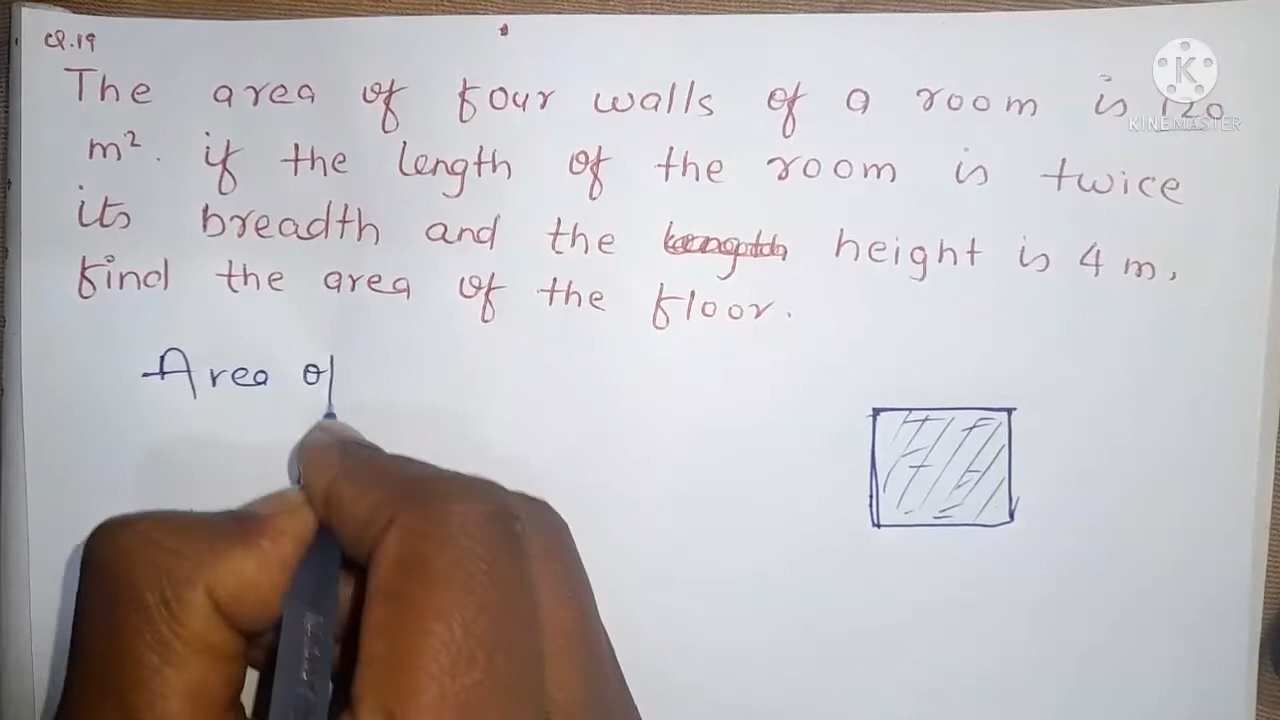 Q.19
The area of four walls of a room is 120
m². if the length of the room is twice
its breadth and the height is 4 m,
find the area of the floor.
Area of
K
KINEMASTER